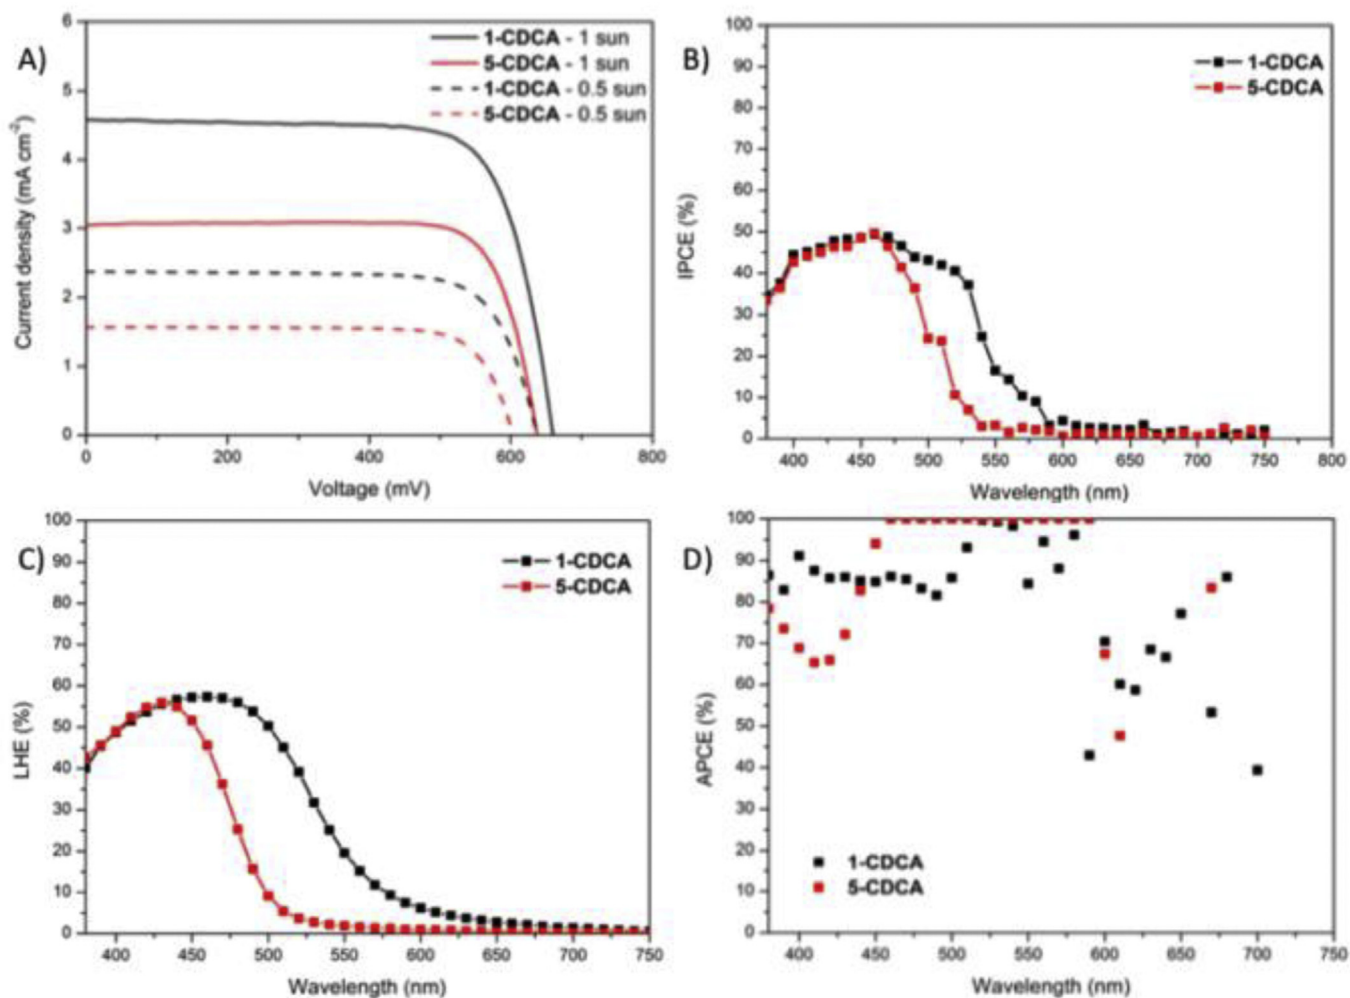 A)
1-CDCA - 1 sun
5-CDCA - 1 sun
1-CDCA - 0.5 sun
5-CDCA - 0.5 sun
6
5
4
3
2
1
0
Current density (mA cm⁻²)
0 200 400 600 800
Voltage (mV)
B)
1-CDCA
5-CDCA
100
90
80
70
60
50
40
30
20
10
0
IPCE (%)
400 450 500 550 600 650 700 750 800
Wavelength (nm)
C)
1-CDCA
5-CDCA
100
90
80
70
60
50
40
30
20
10
0
LHE (%)
400 450 500 550 600 650 700 750
Wavelength (nm)
D)
100
90
80
70
60
50
40
30
20
10
0
APCE (%)
1-CDCA
5-CDCA
400 450 500 550 600 650 700 750
Wavelength (nm)